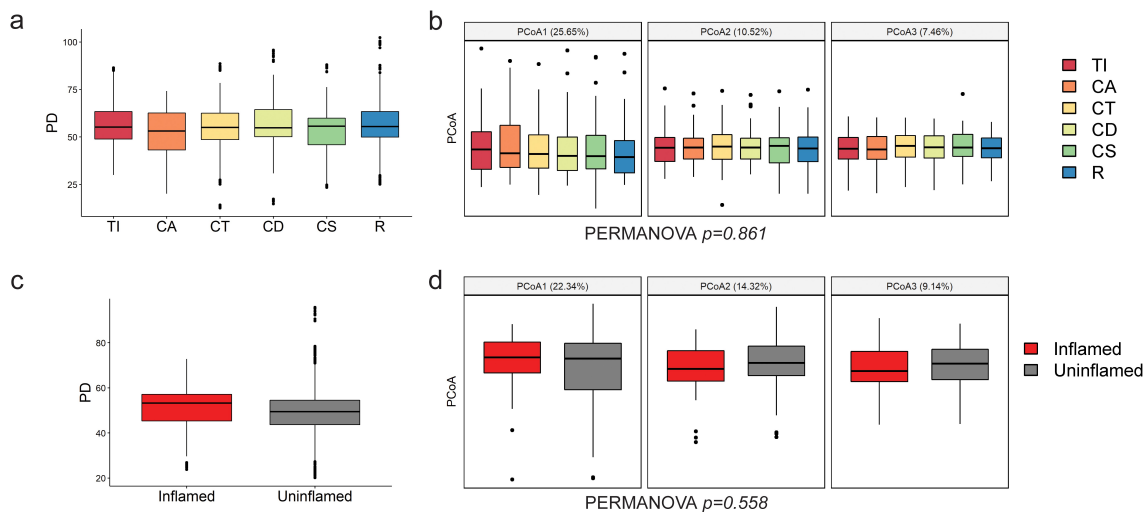 a
PD
100
75
50
25
TI CA CT CD CS R
b
PCoA1 (25.65%) PCoA2 (10.52%) PCoA3 (7.46%)
PCoA
PERMANOVA p=0.861
TI
CA
CT
CD
CS
R
c
PD
80
60
40
20
Inflamed Uninflamed
d
PCoA1 (22.34%) PCoA2 (14.32%) PCoA3 (9.14%)
PCoA
PERMANOVA p=0.558
Inflamed
Uninflamed